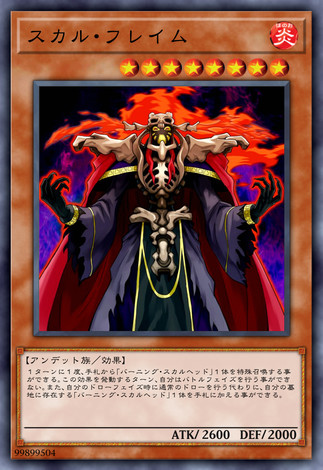 スカル・フレイム
ほのお
炎
【アンデット族／効果】
１ターンに１度、手札から「バーニング・スカルヘッド」１体を特殊召喚する事
ができる。この効果を発動するターン、自分はバトルフェイズを行う事ができ
ない。また、自分のドローフェイズ時に通常のドローを行う代わりに、自分の墓
地に存在する「バーニング・スカルヘッド」１体を手札に加える事ができる。
ATK/ 2600 DEF/2000
99899504